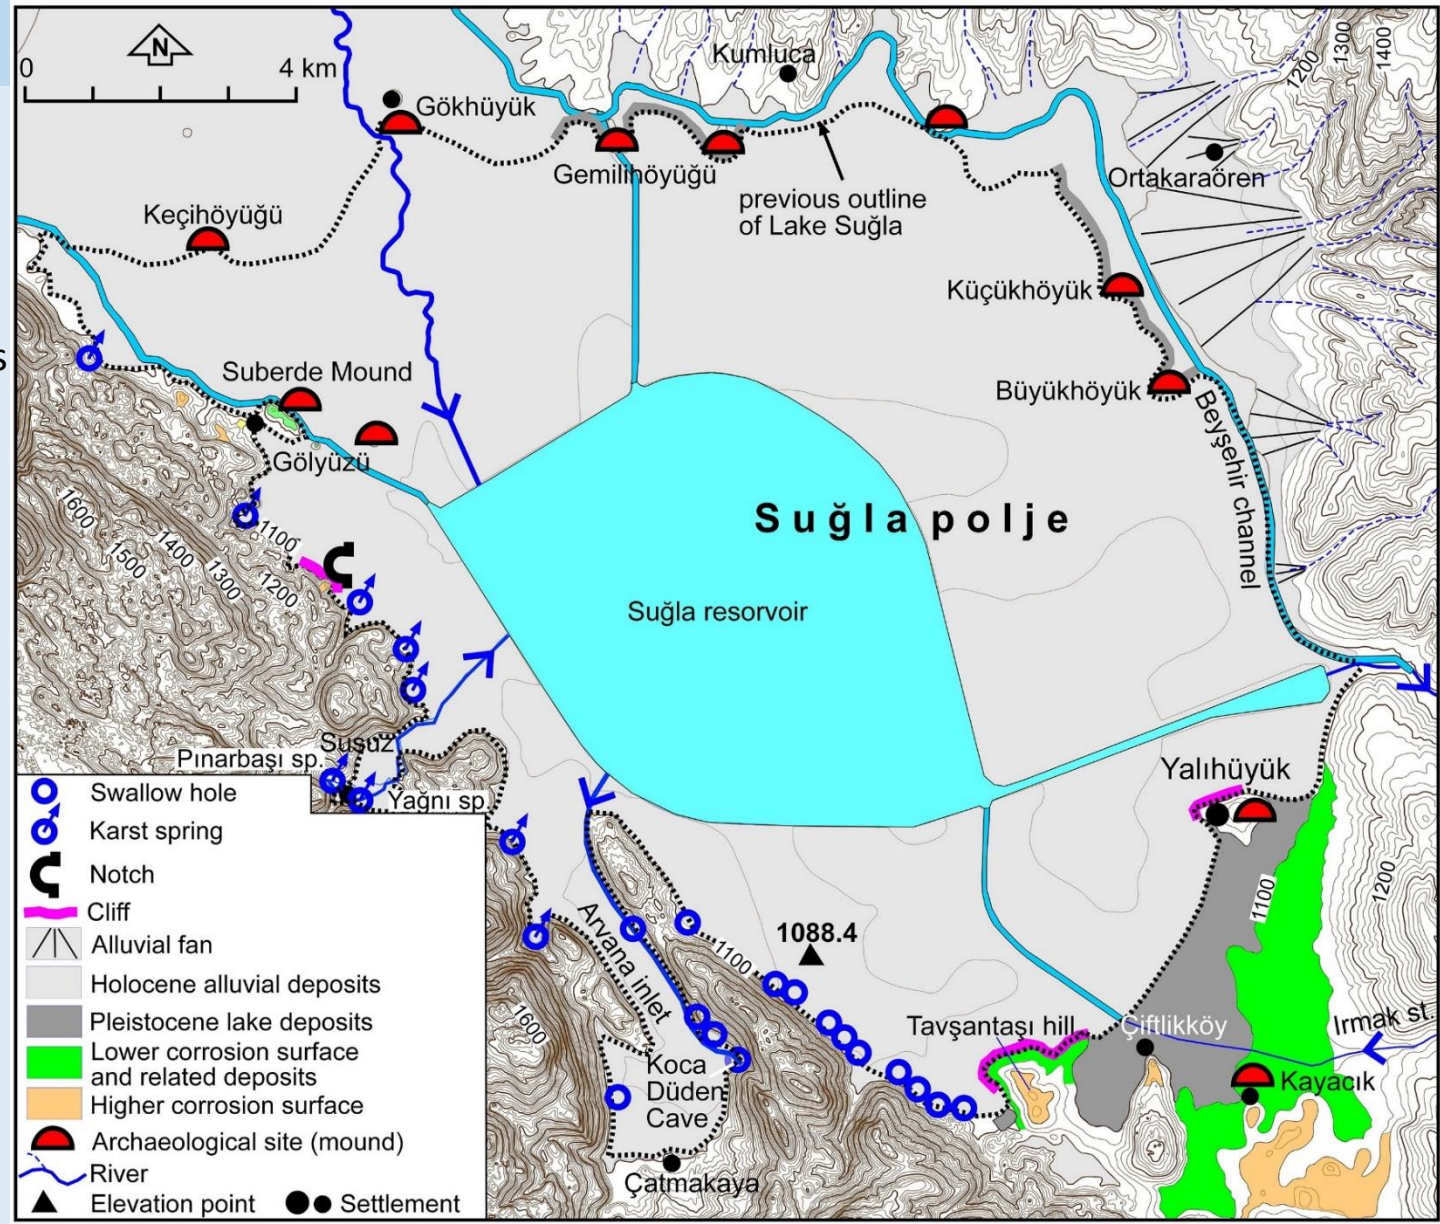 N
0 4 km
Kumluca
1200
1300
1400
Gökhüyük
Gemilihöyüğü
previous outline
of Lake Suğla
Ortakaraören
Keçihöyüğü
Küçükhöyük
s
Suberde Mound
Büyükhöyük
Beyşehir channel
Gölyüzü
1600
1500
1400
1300
1200
1100
Suğla polje
Suğla resorvoir
Susuz
Pınarbaşı sp.
Yağnı sp.
Yalıhüyük
1100
1200
Arvana inlet
1100
1088.4
1600
Tavşantaşı hill
Çiftlikköy
Irmak st.
Koca
Düden
Cave
Kayacık
Çatmakaya
Swallow hole
Karst spring
Notch
Cliff
Alluvial fan
Holocene alluvial deposits
Pleistocene lake deposits
Lower corrosion surface
and related deposits
Higher corrosion surface
Archaeological site (mound)
River
Elevation point Settlement